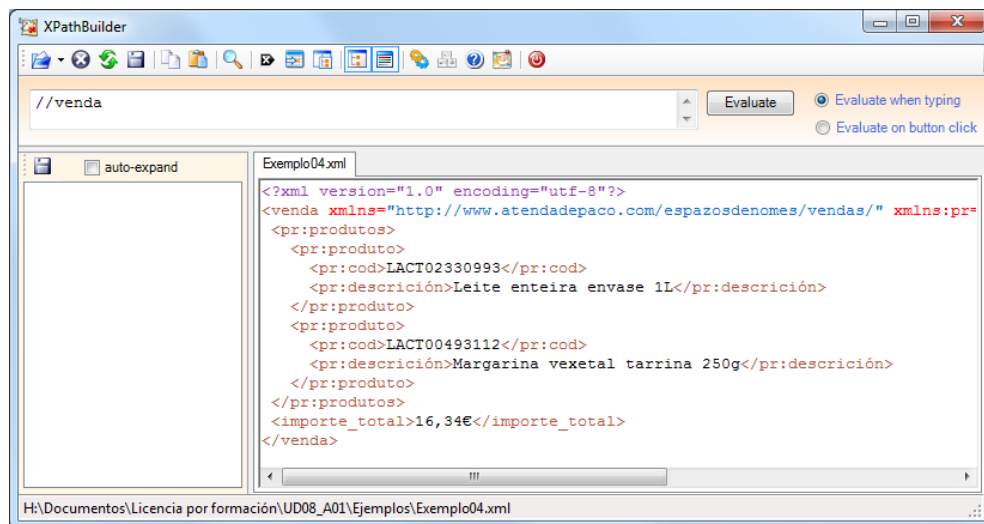 XPathBuilder
//venda
Evaluate
Evaluate when typing
Evaluate on button click
auto-expand
Exemplo04.xml
<?xml version="1.0" encoding="utf-8"?>
<venda xmlns="http://www.atendadepaco.com/espazosdenomes/vendas/" xmlns:pr=
<pr:produtos>
<pr:produto>
<pr:cod>LACT02330993</pr:cod>
<pr:descrición>Leite enteira envase 1L</pr:descrición>
</pr:produto>
<pr:produto>
<pr:cod>LACT00493112</pr:cod>
<pr:descrición>Margarina vexetal tarrina 250g</pr:descrición>
</pr:produto>
</pr:produtos>
<importe_total>16,34€</importe_total>
</venda>
H:\Documentos\Licencia por formación\UD08_A01\Ejemplos\Exemplo04.xml